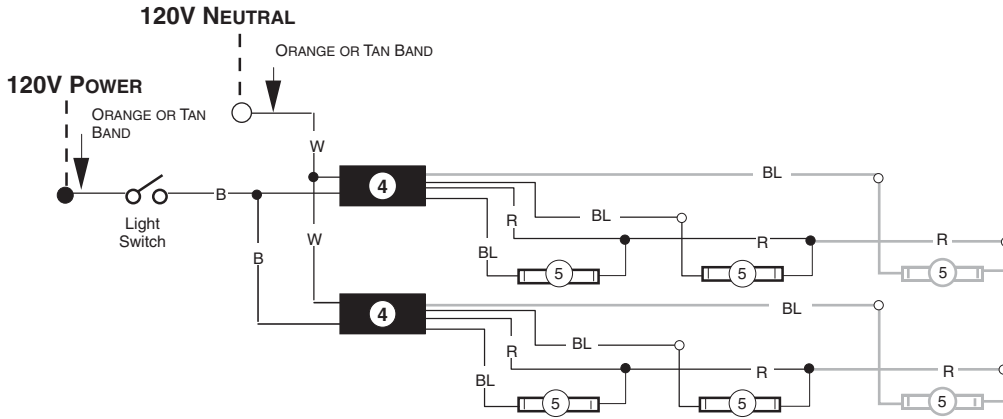 120V NEUTRAL
ORANGE OR TAN BAND
120V POWER
ORANGE OR TAN
BAND
W
BL
4
B
R
BL
Light
Switch
W
BL
R
R
B
5
5
5
4
BL
R
BL
BL
R
R
5
5
5